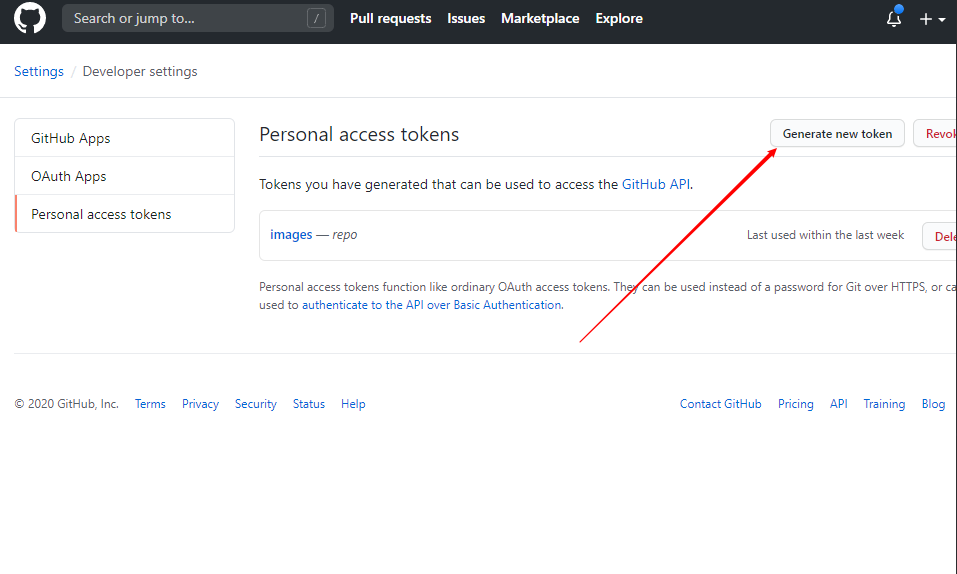 Search or jump to... / Pull requests Issues Marketplace Explore
Settings / Developer settings
GitHub Apps
OAuth Apps
Personal access tokens
Personal access tokens Generate new token Revok
Tokens you have generated that can be used to access the GitHub API.
images — repo Last used within the last week Dele
Personal access tokens function like ordinary OAuth access tokens. They can be used instead of a password for Git over HTTPS, or ca
used to authenticate to the API over Basic Authentication.
© 2020 GitHub, Inc. Terms Privacy Security Status Help Contact GitHub Pricing API Training Blog